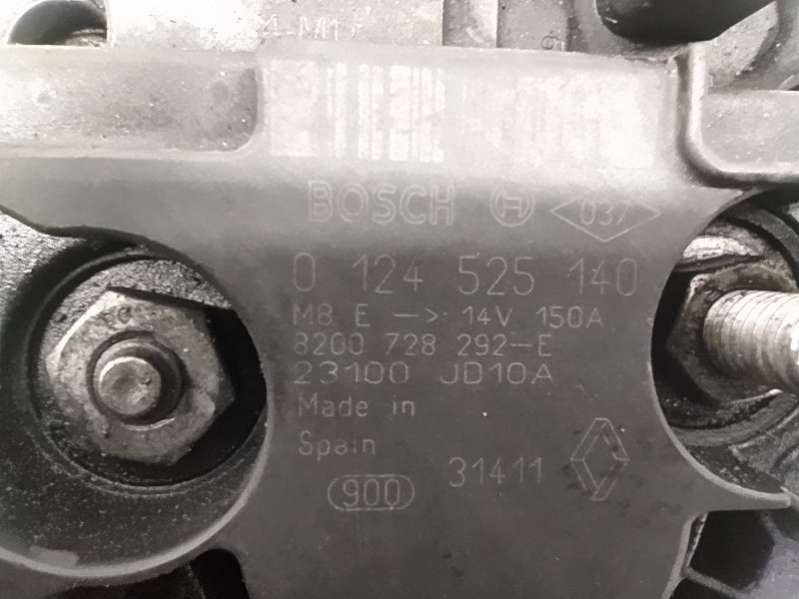 BOSCH 037
0 124 525 140
M8 E —> 14V 150A
8200 728 292-E
23100 JD10A
Made in
Spain
31411
900